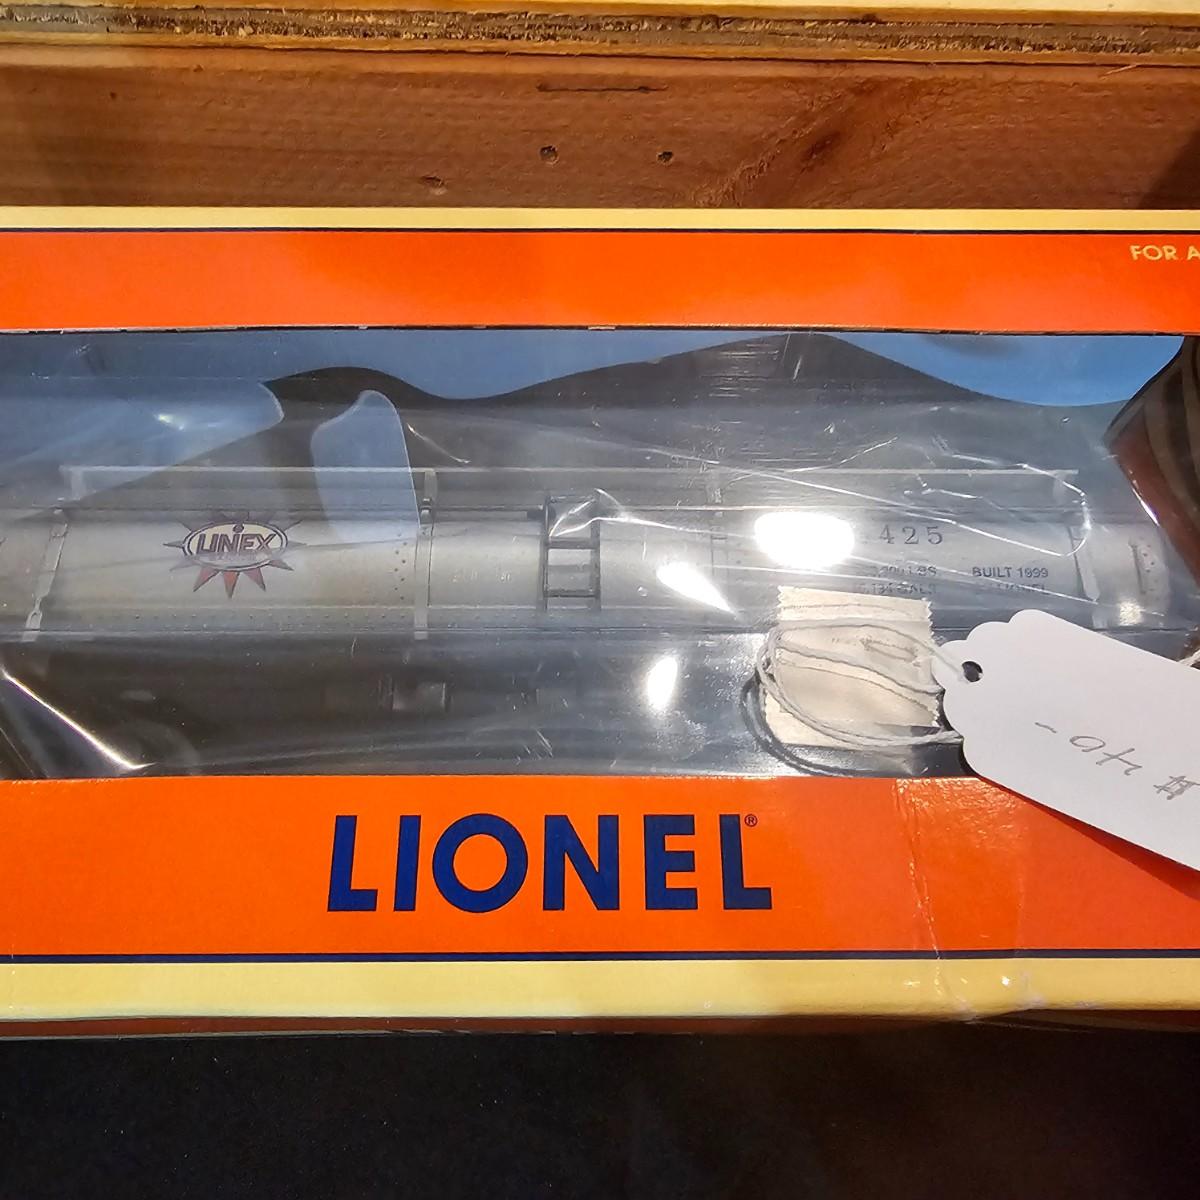 FOR A
LINEX
425
BUILT 1999
LIONEL
LIONEL®
# 40-